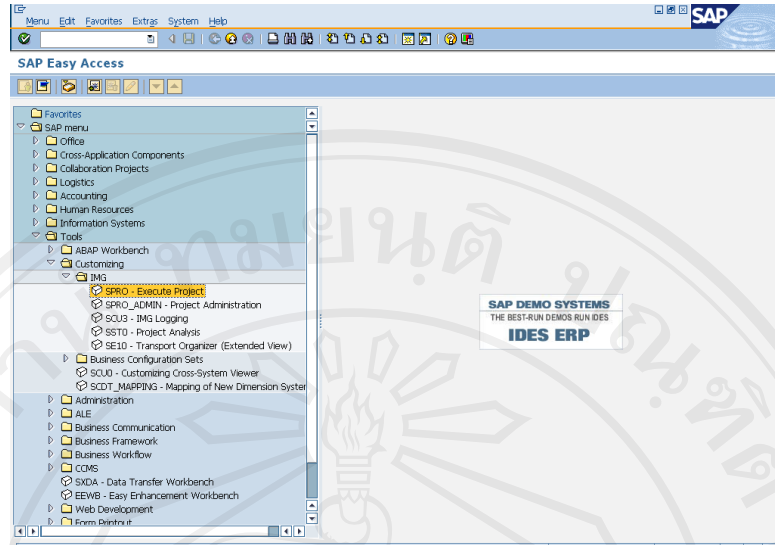 Menu Edit Favorites Extras System Help
SAP
SAP Easy Access
Favorites
SAP menu
Office
Cross-Application Components
Collaboration Projects
Logistics
Accounting
Human Resources
Information Systems
Tools
ABAP Workbench
Customizing
IMG
SPRO - Execute Project
SPRO_ADMIN - Project Administration
SCU3 - IMG Logging
SST0 - Project Analysis
SE10 - Transport Organizer (Extended View)
Business Configuration Sets
SCU0 - Customizing Cross-System Viewer
SCDT_MAPPING - Mapping of New Dimension System
Administration
ALE
Business Communication
Business Framework
Business Workflow
CCMS
SXDA - Data Transfer Workbench
EEWB - Easy Enhancement Workbench
Web Development
Form Printout
SAP DEMO SYSTEMS
THE BEST-RUN DEMOS RUN IDES
IDES ERP